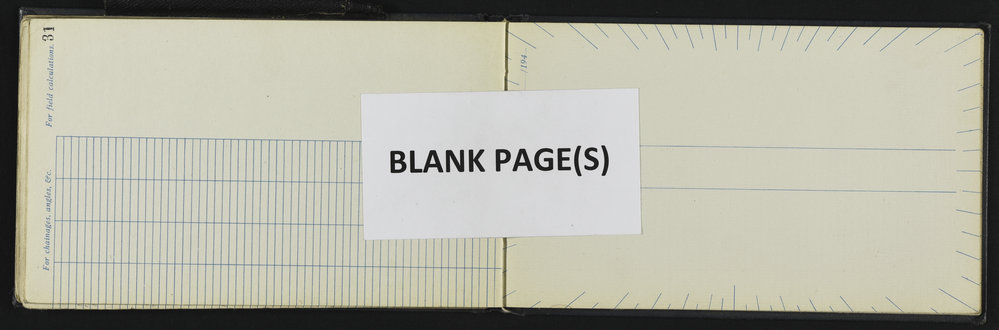 31
For field calculations.
For chainages, angles, &c.
BLANK PAGE(S)
/194